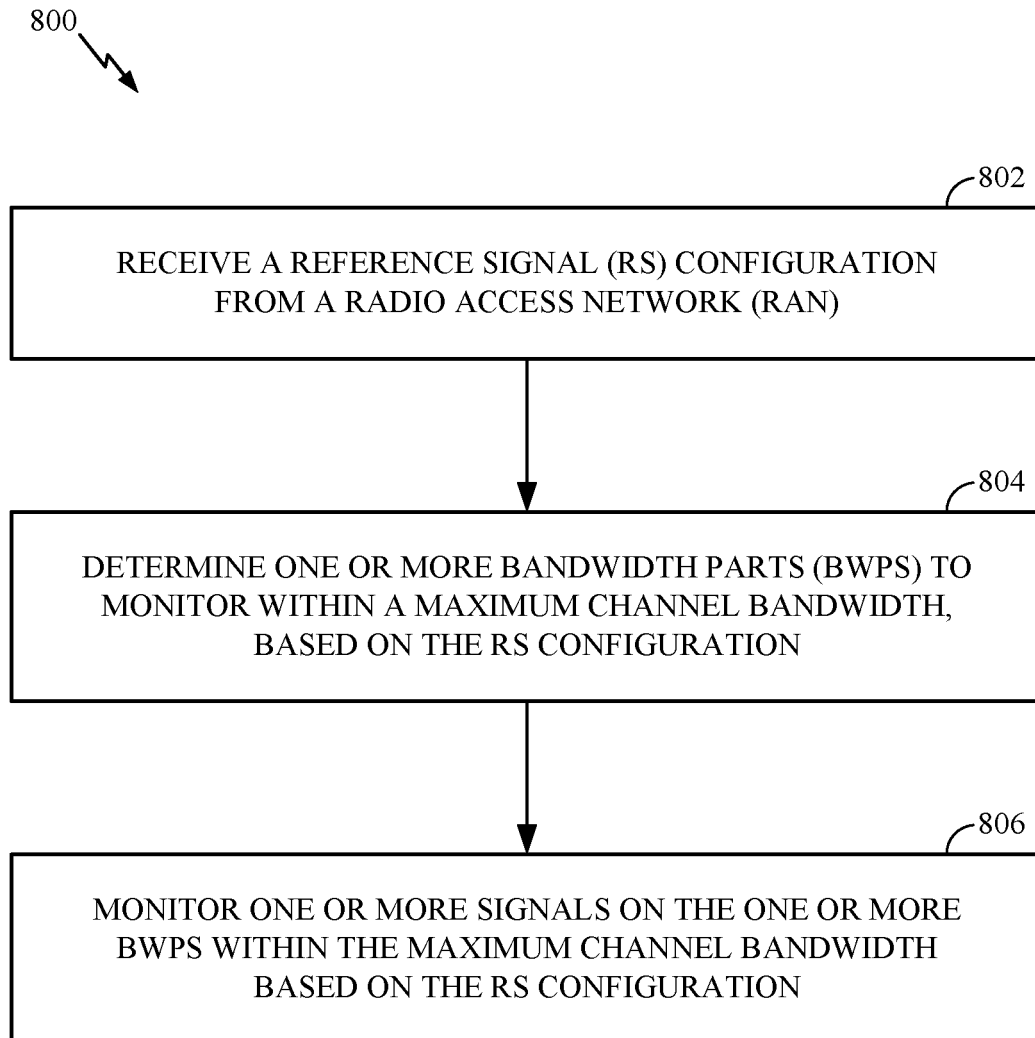 800
802
RECEIVE A REFERENCE SIGNAL (RS) CONFIGURATION
FROM A RADIO ACCESS NETWORK (RAN)
804
DETERMINE ONE OR MORE BANDWIDTH PARTS (BWPS) TO
MONITOR WITHIN A MAXIMUM CHANNEL BANDWIDTH,
BASED ON THE RS CONFIGURATION
806
MONITOR ONE OR MORE SIGNALS ON THE ONE OR MORE
BWPS WITHIN THE MAXIMUM CHANNEL BANDWIDTH
BASED ON THE RS CONFIGURATION